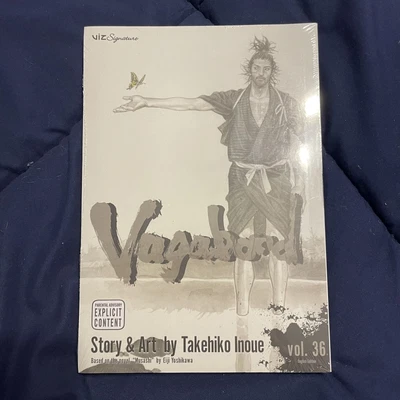 VIZ Signature
Vagabond
PARENTAL ADVISORY
EXPLICIT
CONTENT
Story & Art by Takehiko Inoue
vol. 36
Based on the novel "Musashi" by Eiji Yoshikawa